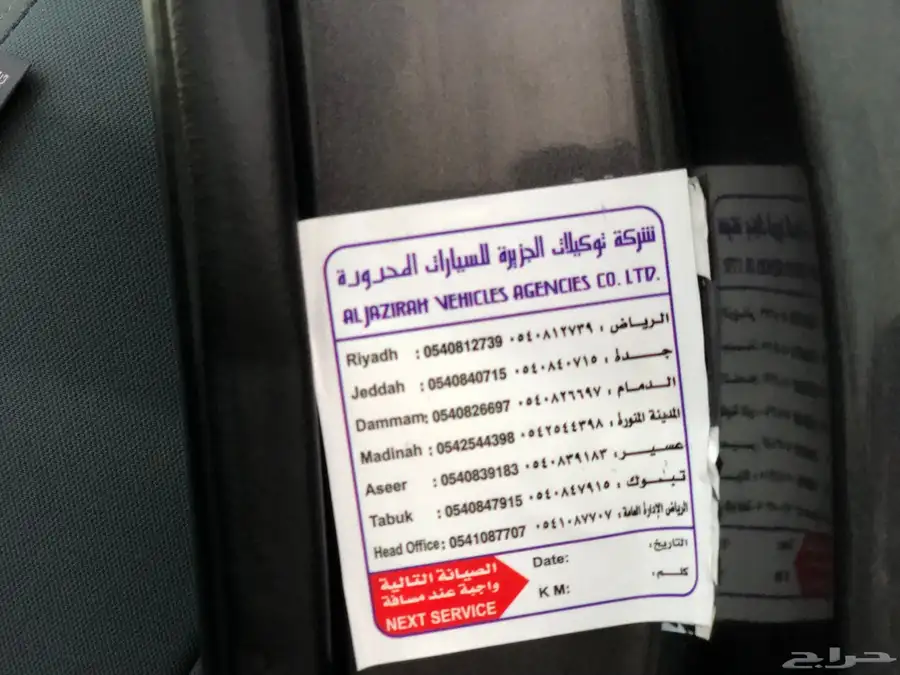 شركة توكيلات الجزيرة للسيارات المحدودة
ALJAZIRAH VEHICLES AGENCIES CO. LTD.
Riyadh : 0540812739 ٠٥٤٠٨١٢٧٣٩ : الرياض
Jeddah : 0540840715 ٠٥٤٠٨٤٠٧١٥ : جدة
Dammam: 0540826697 ٠٥٤٠٨٢٦٦٩٧ : الدمام
Madinah : 0542544398 ٠٥٤٢٥٤٤٣٩٨ : المدينة المنورة
Aseer : 0540839183 ٠٥٤٠٨٣٩١٨٣ : عسير
Tabuk : 0540847915 ٠٥٤٠٨٤٧٩١٥ : تبوك
Head Office: 0541087707 ٠٥٤١٠٨٧٧٠٧ : الرياض الإدارة العامة
الصيانة التالية
واجبة عند مسافة
NEXT SERVICE
Date: التاريخ:
KM: كلم:
حراج